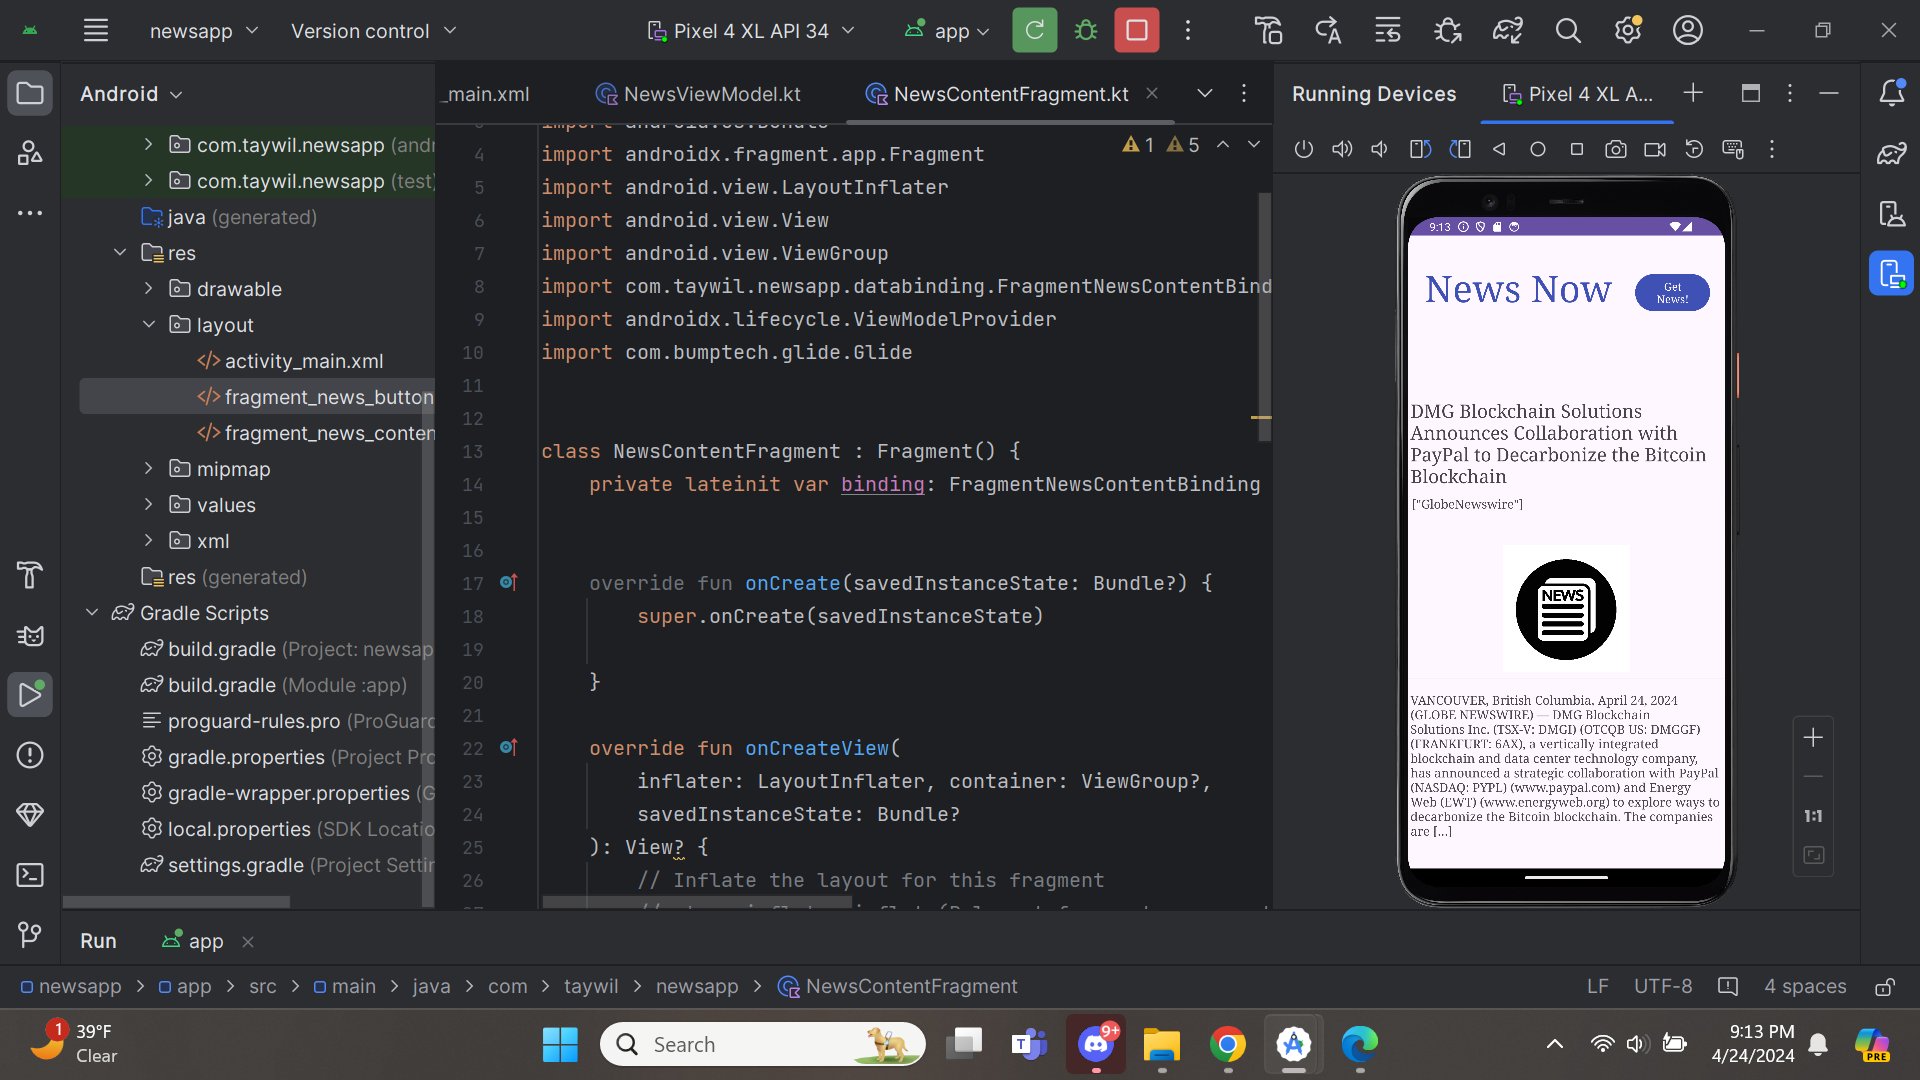 newsapp
Version control
Pixel 4 XL API 34
app
Android
_main.xml
NewsViewModel.kt
NewsContentFragment.kt
Running Devices
Pixel 4 XL A...
com.taywil.newsapp (andr
com.taywil.newsapp (test)
java (generated)
res
drawable
layout
activity_main.xml
fragment_news_button
fragment_news_conten
mipmap
values
xml
res (generated)
Gradle Scripts
build.gradle (Project: newsap
build.gradle (Module :app)
proguard-rules.pro (ProGuard
gradle.properties (Project Pro
gradle-wrapper.properties (G
local.properties (SDK Locatio
settings.gradle (Project Settin
1 5
4 import androidx.fragment.app.Fragment
5 import android.view.LayoutInflater
6 import android.view.View
7 import android.view.ViewGroup
8 import com.taywil.newsapp.databinding.FragmentNewsContentBind
9 import androidx.lifecycle.ViewModelProvider
10 import com.bumptech.glide.Glide
11
12
13 class NewsContentFragment : Fragment() {
14 private lateinit var binding: FragmentNewsContentBinding
15
16
17 override fun onCreate(savedInstanceState: Bundle?) {
18 super.onCreate(savedInstanceState)
19
20 }
21
22 override fun onCreateView(
23 inflater: LayoutInflater, container: ViewGroup?,
24 savedInstanceState: Bundle?
25 ): View? {
26 // Inflate the layout for this fragment
9:13
News Now
Get
News!
DMG Blockchain Solutions
Announces Collaboration with
PayPal to Decarbonize the Bitcoin
Blockchain
["GlobeNewswire"]
NEWS
VANCOUVER, British Columbia, April 24, 2024
(GLOBE NEWSWIRE) — DMG Blockchain
Solutions Inc. (TSX-V: DMGI) (OTCQB US: DMGGF)
(FRANKFURT: 6AX), a vertically integrated
blockchain and data center technology company,
has announced a strategic collaboration with PayPal
(NASDAQ: PYPL) (www.paypal.com) and Energy
Web (EWT) (www.energyweb.org) to explore ways to
decarbonize the Bitcoin blockchain. The companies
are [...]
1:1
Run
app
newsapp > app > src > main > java > com > taywil > newsapp > NewsContentFragment
LF
UTF-8
4 spaces
1
39°F
Clear
Search
T
9+
9:13 PM
4/24/2024
PRE